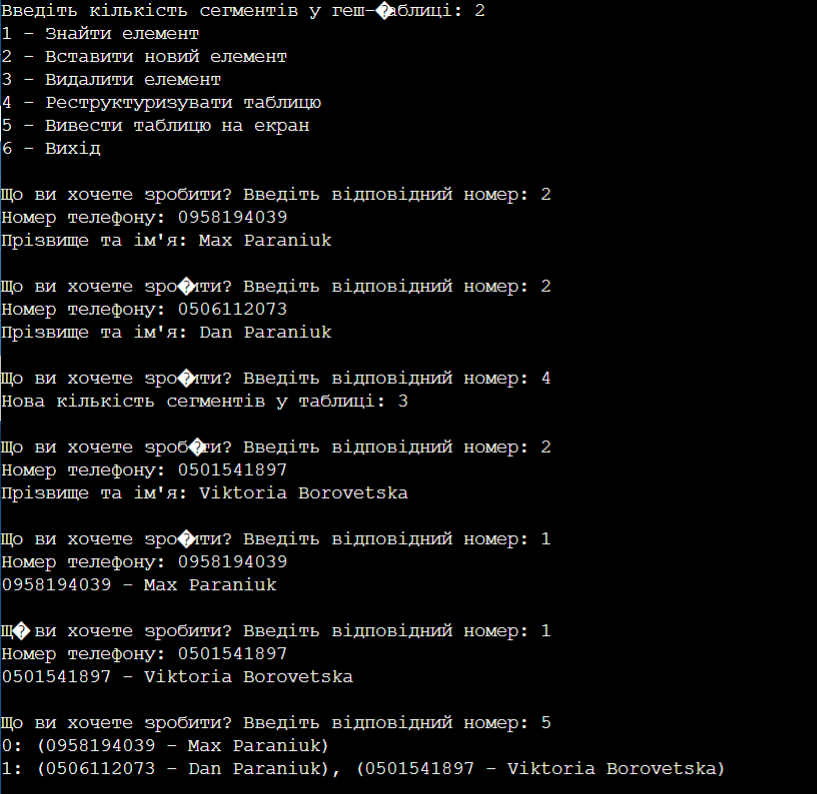 Введіть кількість сегментів у геш-�аблиці: 2
1 - Знайти елемент
2 - Вставити новий елемент
3 - Видалити елемент
4 - Реструктуризувати таблицю
5 - Вивести таблицю на екран
6 - Вихід
Що ви хочете зробити? Введіть відповідний номер: 2
Номер телефону: 0958194039
Прізвище та ім'я: Max Paraniuk
Що ви хочете зро�ити? Введіть відповідний номер: 2
Номер телефону: 0506112073
Прізвище та ім'я: Dan Paraniuk
Що ви хочете зро�ити? Введіть відповідний номер: 4
Нова кількість сегментів у таблиці: 3
Що ви хочете зроб�ти? Введіть відповідний номер: 2
Номер телефону: 0501541897
Прізвище та ім'я: Viktoria Borovetska
Що ви хочете зро�ити? Введіть відповідний номер: 1
Номер телефону: 0958194039
0958194039 - Max Paraniuk
Щ� ви хочете зробити? Введіть відповідний номер: 1
Номер телефону: 0501541897
0501541897 - Viktoria Borovetska
Що ви хочете зробити? Введіть відповідний номер: 5
0: (0958194039 - Max Paraniuk)
1: (0506112073 - Dan Paraniuk), (0501541897 - Viktoria Borovetska)